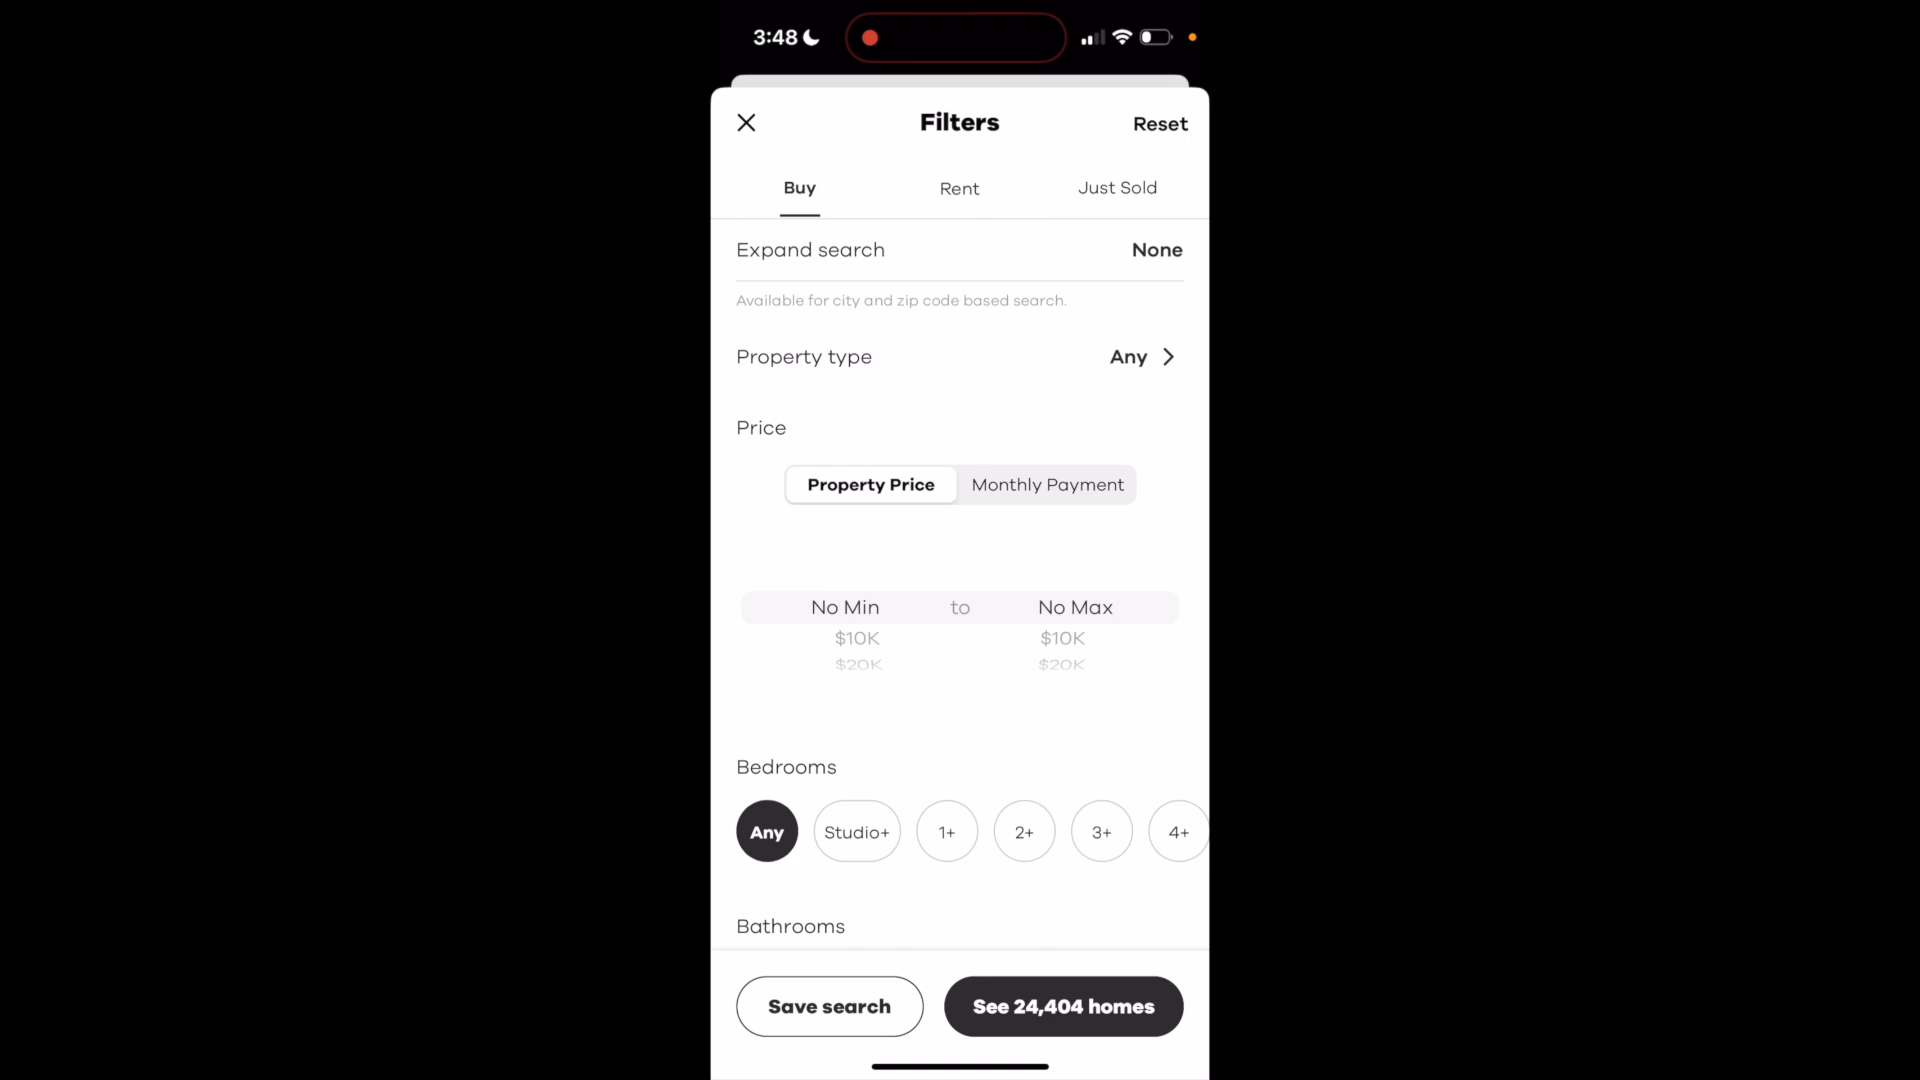 3:48
Filters
Reset
Buy
Rent
Just Sold
Expand search
None
Available for city and zip code based search.
Property type
Any
Price
Property Price
Monthly Payment
No Min
to
No Max
$10K
$10K
$20K
$20K
Bedrooms
Any
Studio+
1+
2+
3+
4+
Bathrooms
Save search
See 24,404 homes